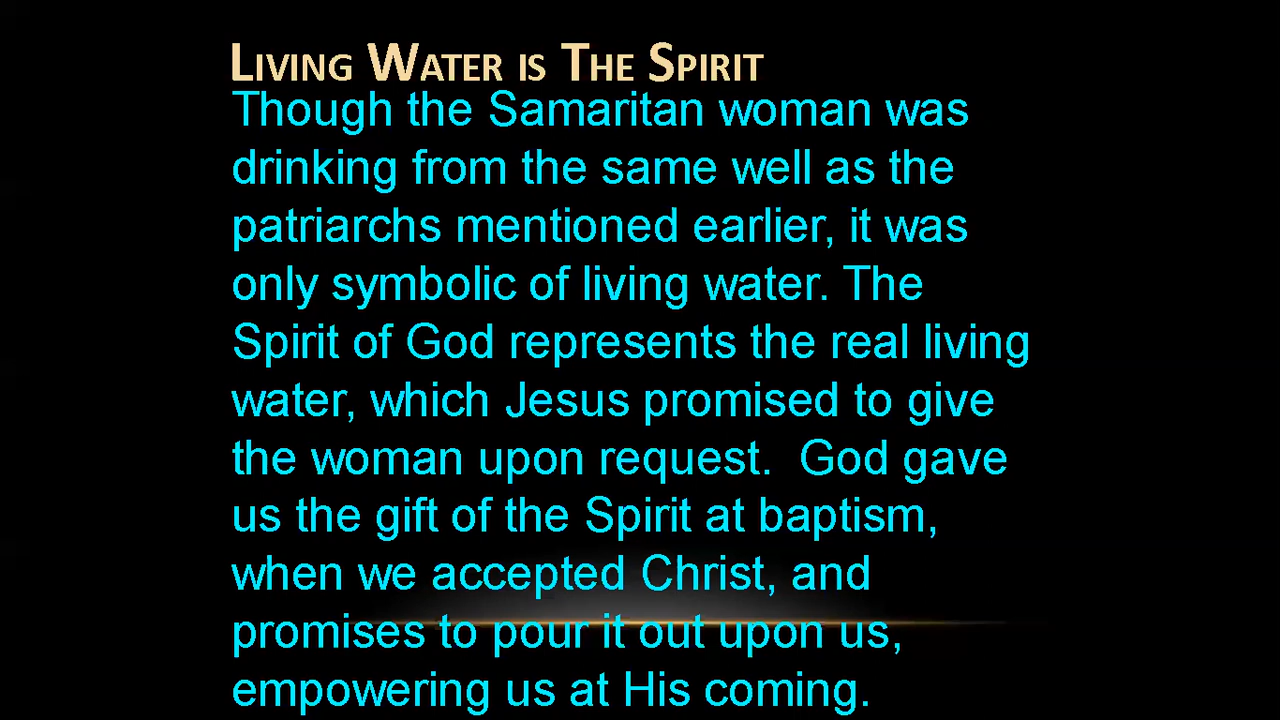 Living Water is The Spirit
Though the Samaritan woman was
drinking from the same well as the
patriarchs mentioned earlier, it was
only symbolic of living water. The
Spirit of God represents the real living
water, which Jesus promised to give
the woman upon request.  God gave
us the gift of the Spirit at baptism,
when we accepted Christ, and
promises to pour it out upon us,
empowering us at His coming.